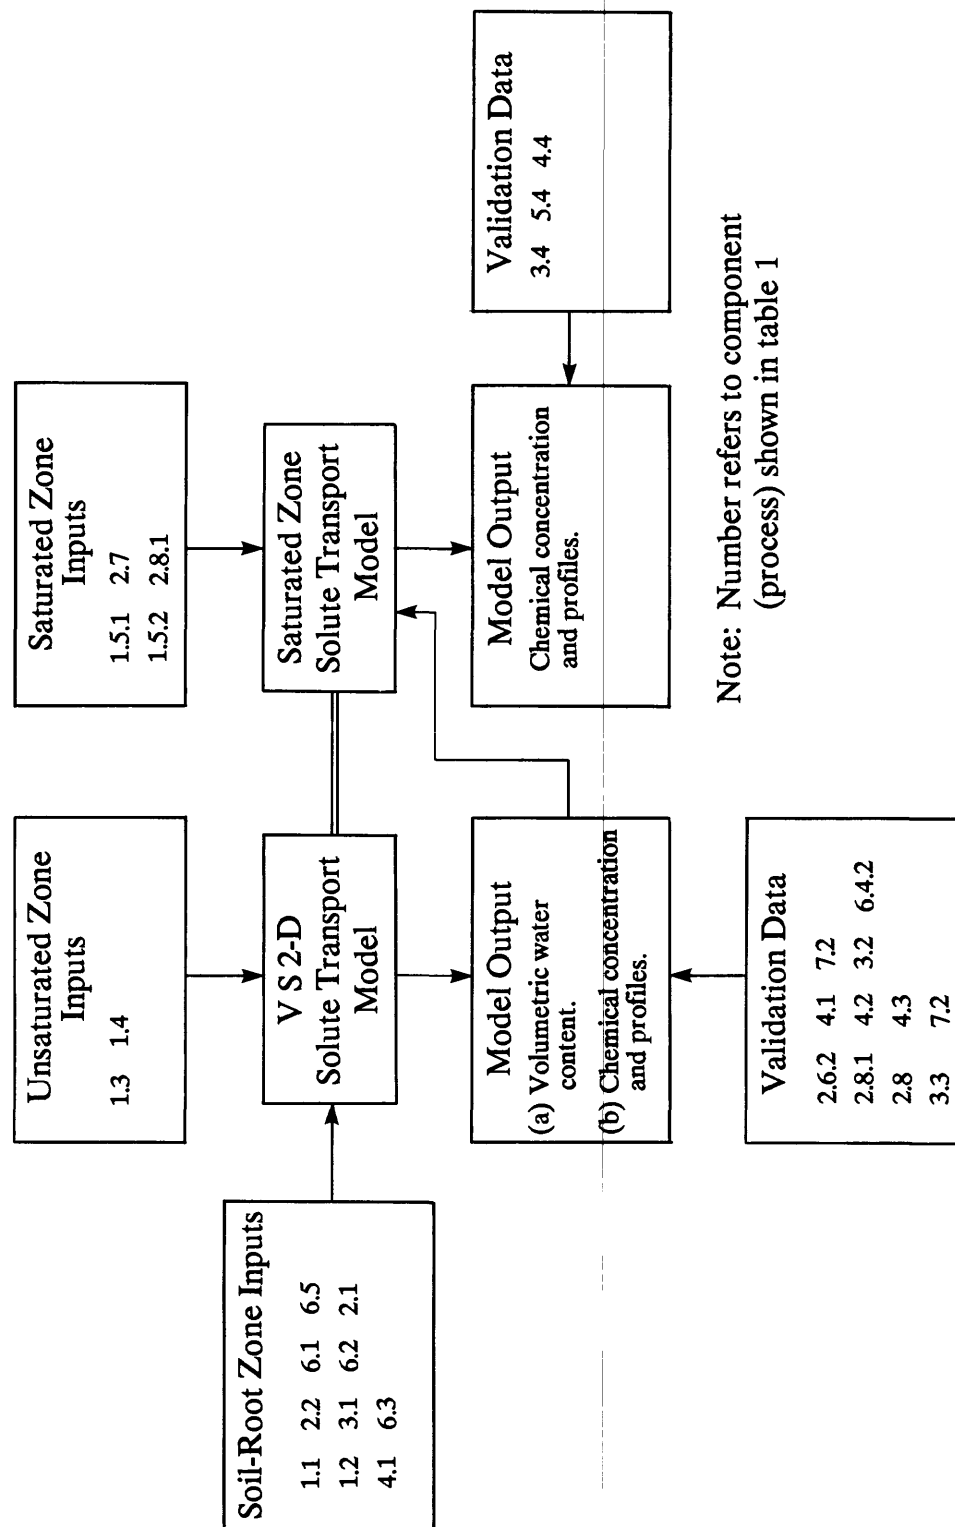 Soil-Root Zone Inputs
1.1 2.2 6.1 6.5
1.2 3.1 6.2 2.1
4.1 6.3
Unsaturated Zone
Inputs
1.3 1.4
V S 2-D
Solute Transport
Model
Model Output
(a) Volumetric water
content.
(b) Chemical concentration
and profiles.
Validation Data
2.6.2 4.1 7.2
2.8.1 4.2 3.2 6.4.2
2.8 4.3
3.3 7.2
Saturated Zone
Inputs
1.5.1 2.7
1.5.2 2.8.1
Saturated Zone
Solute Transport
Model
Model Output
Chemical concentration
and profiles.
Validation Data
3.4 5.4 4.4
Note: Number refers to component
(process) shown in table 1